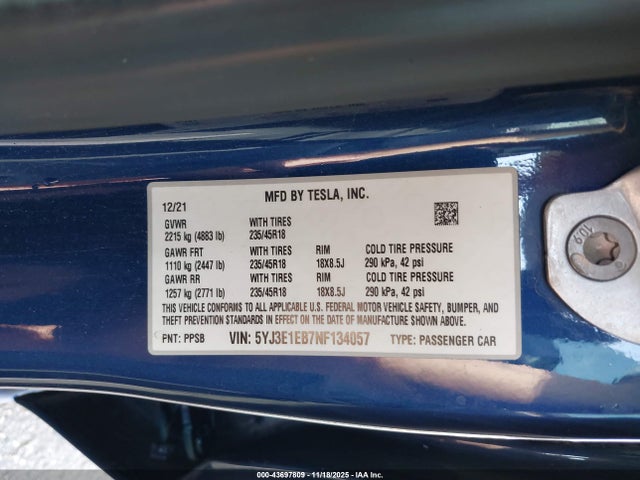 MFD BY TESLA, INC.
12/21
GVWR WITH TIRES
2215 kg (4883 lb) 235/45R18
GAWR FRT WITH TIRES RIM COLD TIRE PRESSURE
1110 kg (2447 lb) 235/45R18 18X8.5J 290 kPa, 42 psi
GAWR RR WITH TIRES RIM COLD TIRE PRESSURE
1257 kg (2771 lb) 235/45R18 18X8.5J 290 kPa, 42 psi
THIS VEHICLE CONFORMS TO ALL APPLICABLE U.S. FEDERAL MOTOR VEHICLE SAFETY, BUMPER, AND
THEFT PREVENTION STANDARDS IN EFFECT ON THE DATE OF MANUFACTURE SHOWN ABOVE.
PNT: PPSB VIN: 5YJ3E1EB7NF134057 TYPE: PASSENGER CAR
10.9
000-43697809 - 11/18/2025 - IAA Inc.